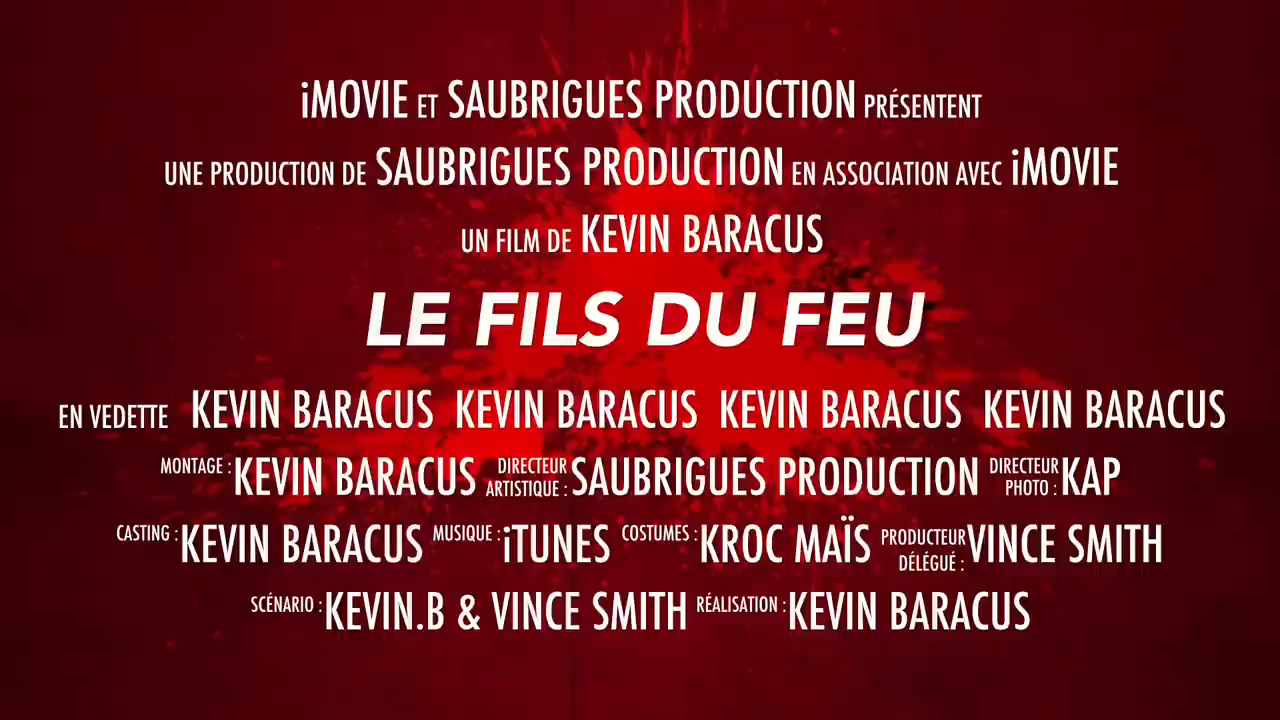 iMOVIE ET SAUBRIGUES PRODUCTION PRÉSENTENT
UNE PRODUCTION DE SAUBRIGUES PRODUCTION EN ASSOCIATION AVEC iMOVIE
UN FILM DE KEVIN BARACUS
LE FILS DU FEU
EN VEDETTE KEVIN BARACUS KEVIN BARACUS KEVIN BARACUS KEVIN BARACUS
MONTAGE : KEVIN BARACUS DIRECTEUR ARTISTIQUE : SAUBRIGUES PRODUCTION DIRECTEUR PHOTO : KAP
CASTING : KEVIN BARACUS MUSIQUE : iTUNES COSTUMES : KROC MAÏS PRODUCTEUR DÉLÉGUÉ : VINCE SMITH
SCÉNARIO : KEVIN.B & VINCE SMITH RÉALISATION : KEVIN BARACUS